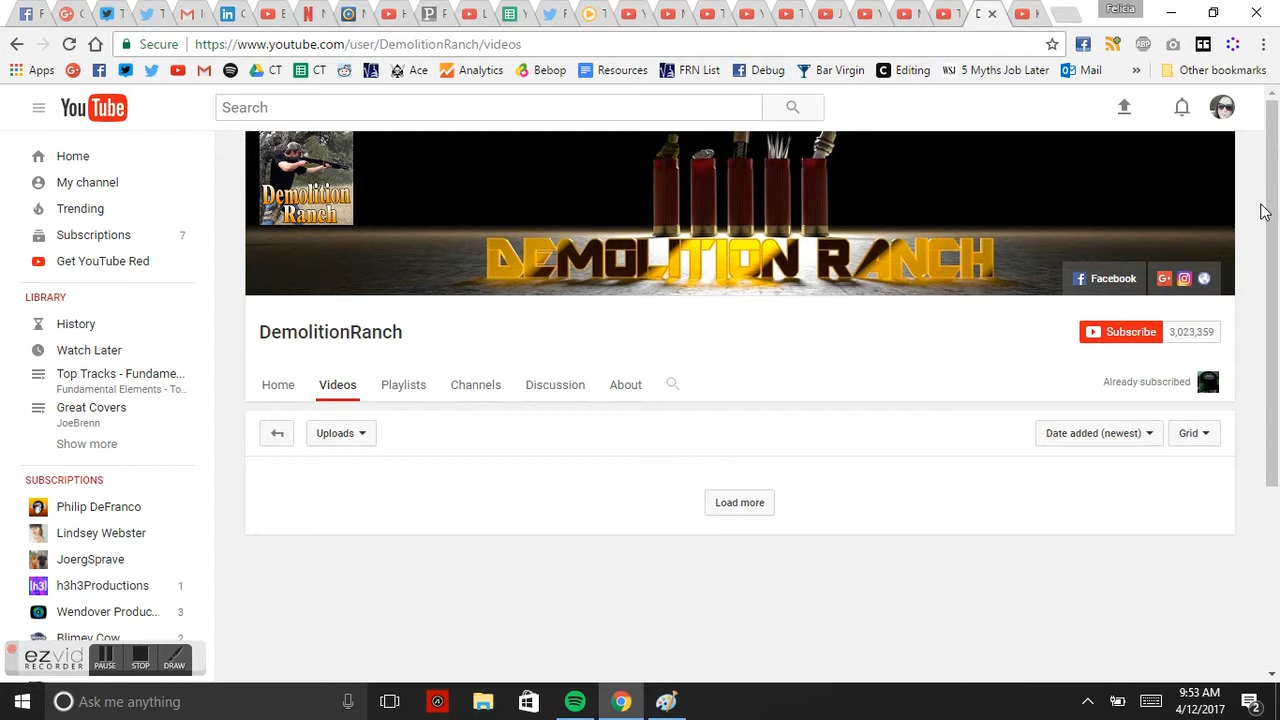 Felicia
Secure
https://www.youtube.com/user/DemolitionRanch/videos
Apps
CT
CT
Ace
Analytics
Bebop
Resources
FRN List
Debug
Bar Virgin
Editing
WSJ
5 Myths Job Later
Mail
»
Other bookmarks
YouTube
Search
Home
My channel
Trending
Subscriptions 7
Get YouTube Red
LIBRARY
History
Watch Later
Top Tracks - Fundame...
Fundamental Elements - To...
Great Covers
JoeBrenn
Show more
SUBSCRIPTIONS
Philip DeFranco
Lindsey Webster
JoergSprave
h3h3Productions 1
Wendover Produc... 3
Blimey Cow 2
Demolition
Ranch
DEMOLITION RANCH
Facebook
DemolitionRanch
Subscribe 3,023,359
Home Videos Playlists Channels Discussion About
Already subscribed
Uploads
Date added (newest)
Grid
Load more
ezvid
RECORDER
PAUSE STOP DRAW
Ask me anything
9:53 AM
4/12/2017
2